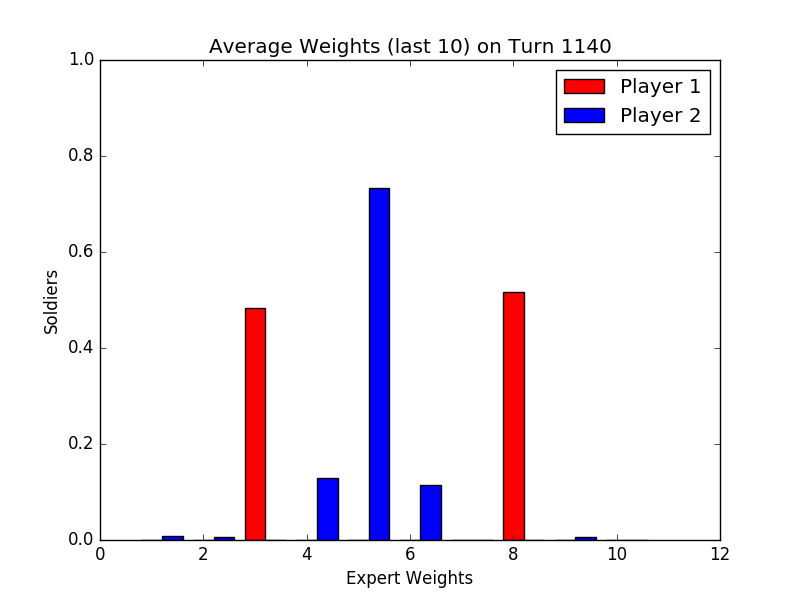 Average Weights (last 10) on Turn 1140
1.0
Player 1
Player 2
0.8
0.6
Soldiers
0.4
0.2
0.0
0 2 4 6 8 10 12
Expert Weights